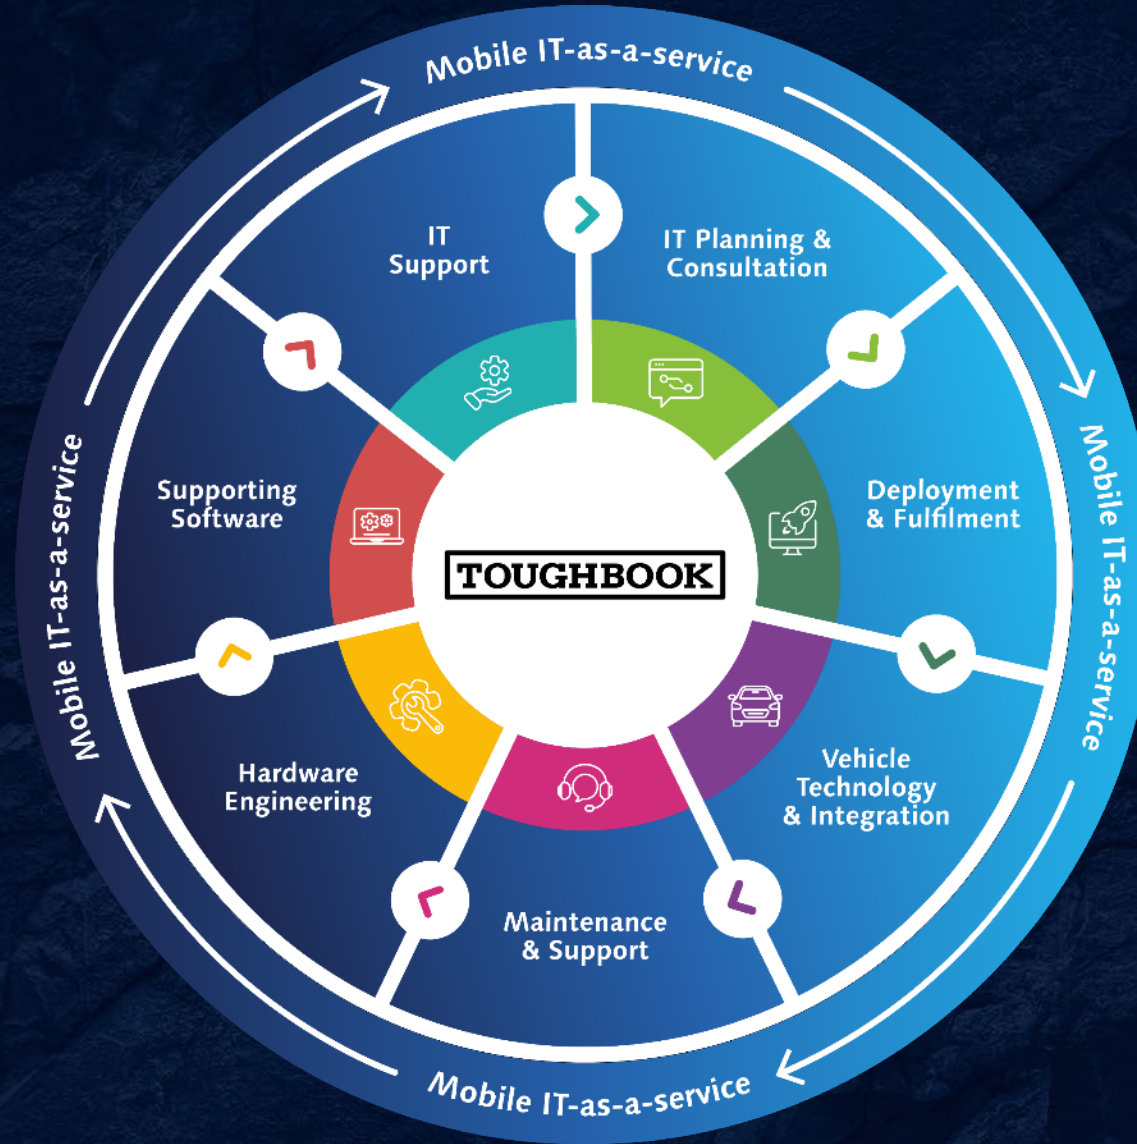 Mobile IT-as-a-service
IT
Support
IT Planning &
Consultation
Supporting
Software
Deployment
& Fulfilment
TOUGHBOOK
Mobile IT-as-a-service
Mobile IT-as-a-service
Hardware
Engineering
Vehicle
Technology
& Integration
Maintenance
& Support
Mobile IT-as-a-service